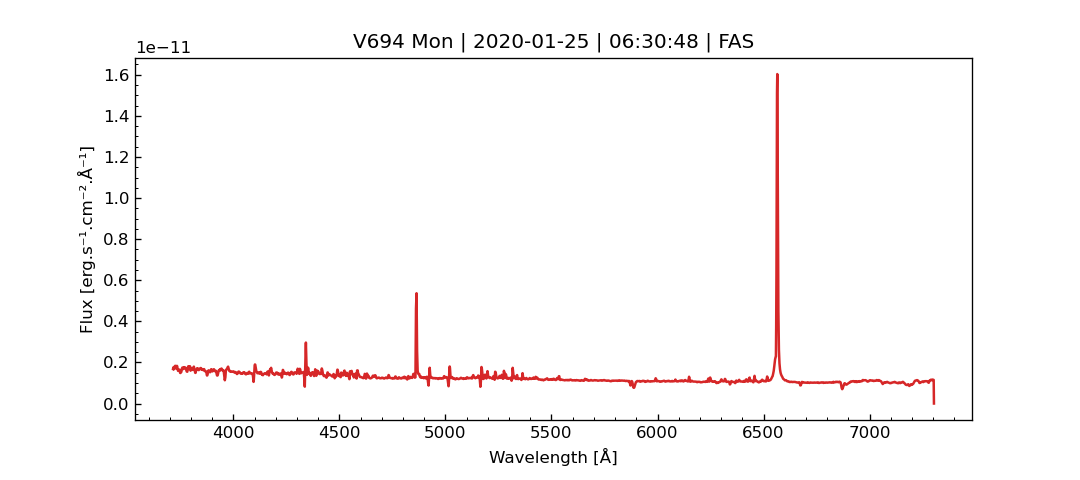 V694 Mon | 2020-01-25 | 06:30:48 | FAS
1e−11
1.6
1.4
1.2
1.0
0.8
0.6
0.4
0.2
0.0
Flux [erg.s⁻¹.cm⁻².Å⁻¹]
4000 4500 5000 5500 6000 6500 7000
Wavelength [Å]